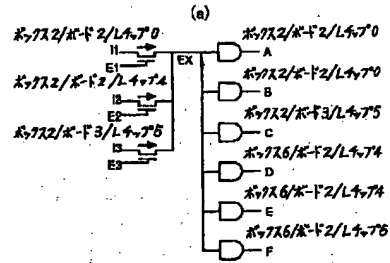 (a)
ボックス2/ボード2/Lチップ0
I1
E1
ボックス2/ボード2/Lチップ4
I2
E2
ボックス2/ボード3/Lチップ5
I3
E3
EX
ボックス2/ボード2/Lチップ0
A
ボックス2/ボード2/Lチップ0
B
ボックス2/ボード3/Lチップ5
C
ボックス6/ボード2/Lチップ4
D
ボックス6/ボード2/Lチップ4
E
ボックス6/ボード2/Lチップ6
F